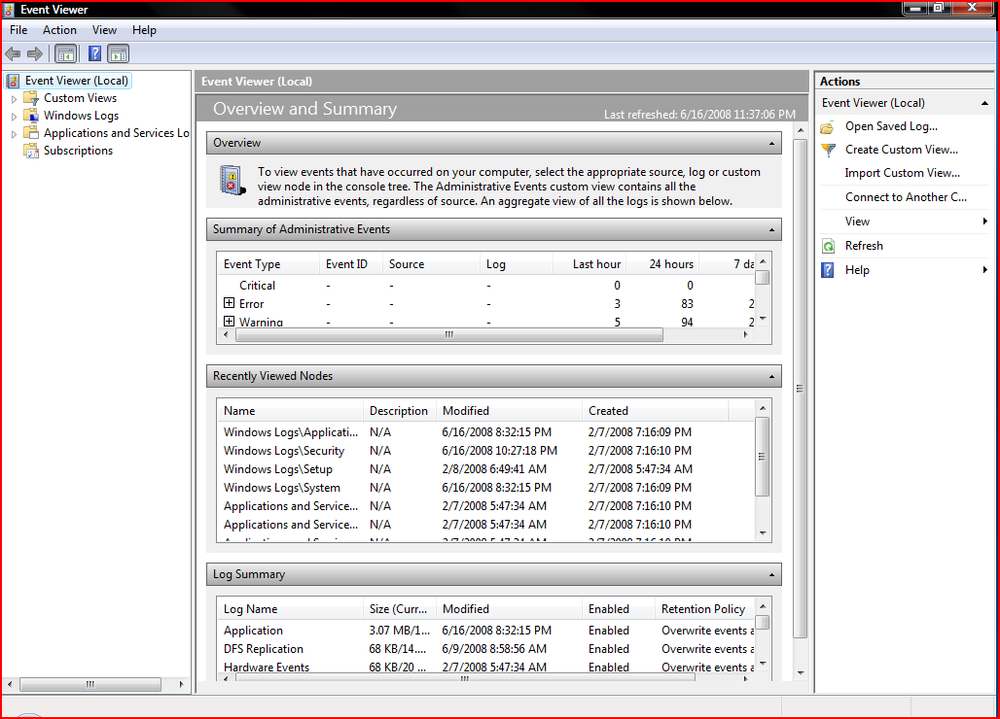 Event Viewer
File Action View Help
Event Viewer (Local)
Custom Views
Windows Logs
Applications and Services Lo
Subscriptions
Event Viewer (Local)
Overview and Summary
Last refreshed: 6/16/2008 11:37:06 PM
Overview
To view events that have occurred on your computer, select the appropriate source, log or custom
view node in the console tree. The Administrative Events custom view contains all the
administrative events, regardless of source. An aggregate view of all the logs is shown below.
Summary of Administrative Events
Event Type Event ID Source Log Last hour 24 hours 7 da
Critical - - - 0 0
Error - - - 3 83 2
Warning - - - 5 94 2
Recently Viewed Nodes
Name Description Modified Created
Windows Logs\Applicati... N/A 6/16/2008 8:32:15 PM 2/7/2008 7:16:09 PM
Windows Logs\Security N/A 6/16/2008 10:27:18 PM 2/7/2008 7:16:10 PM
Windows Logs\Setup N/A 2/8/2008 6:49:41 AM 2/7/2008 5:47:34 AM
Windows Logs\System N/A 6/16/2008 8:32:15 PM 2/7/2008 7:16:09 PM
Applications and Service... N/A 2/7/2008 5:47:34 AM 2/7/2008 7:16:10 PM
Applications and Service... N/A 2/7/2008 5:47:34 AM 2/7/2008 7:16:10 PM
Log Summary
Log Name Size (Curr... Modified Enabled Retention Policy
Application 3.07 MB/1... 6/16/2008 8:32:15 PM Enabled Overwrite events a
DFS Replication 68 KB/14.... 6/9/2008 8:58:56 AM Enabled Overwrite events a
Hardware Events 68 KB/20 ... 2/7/2008 5:47:34 AM Enabled Overwrite events a
Actions
Event Viewer (Local)
Open Saved Log...
Create Custom View...
Import Custom View...
Connect to Another C...
View
Refresh
Help